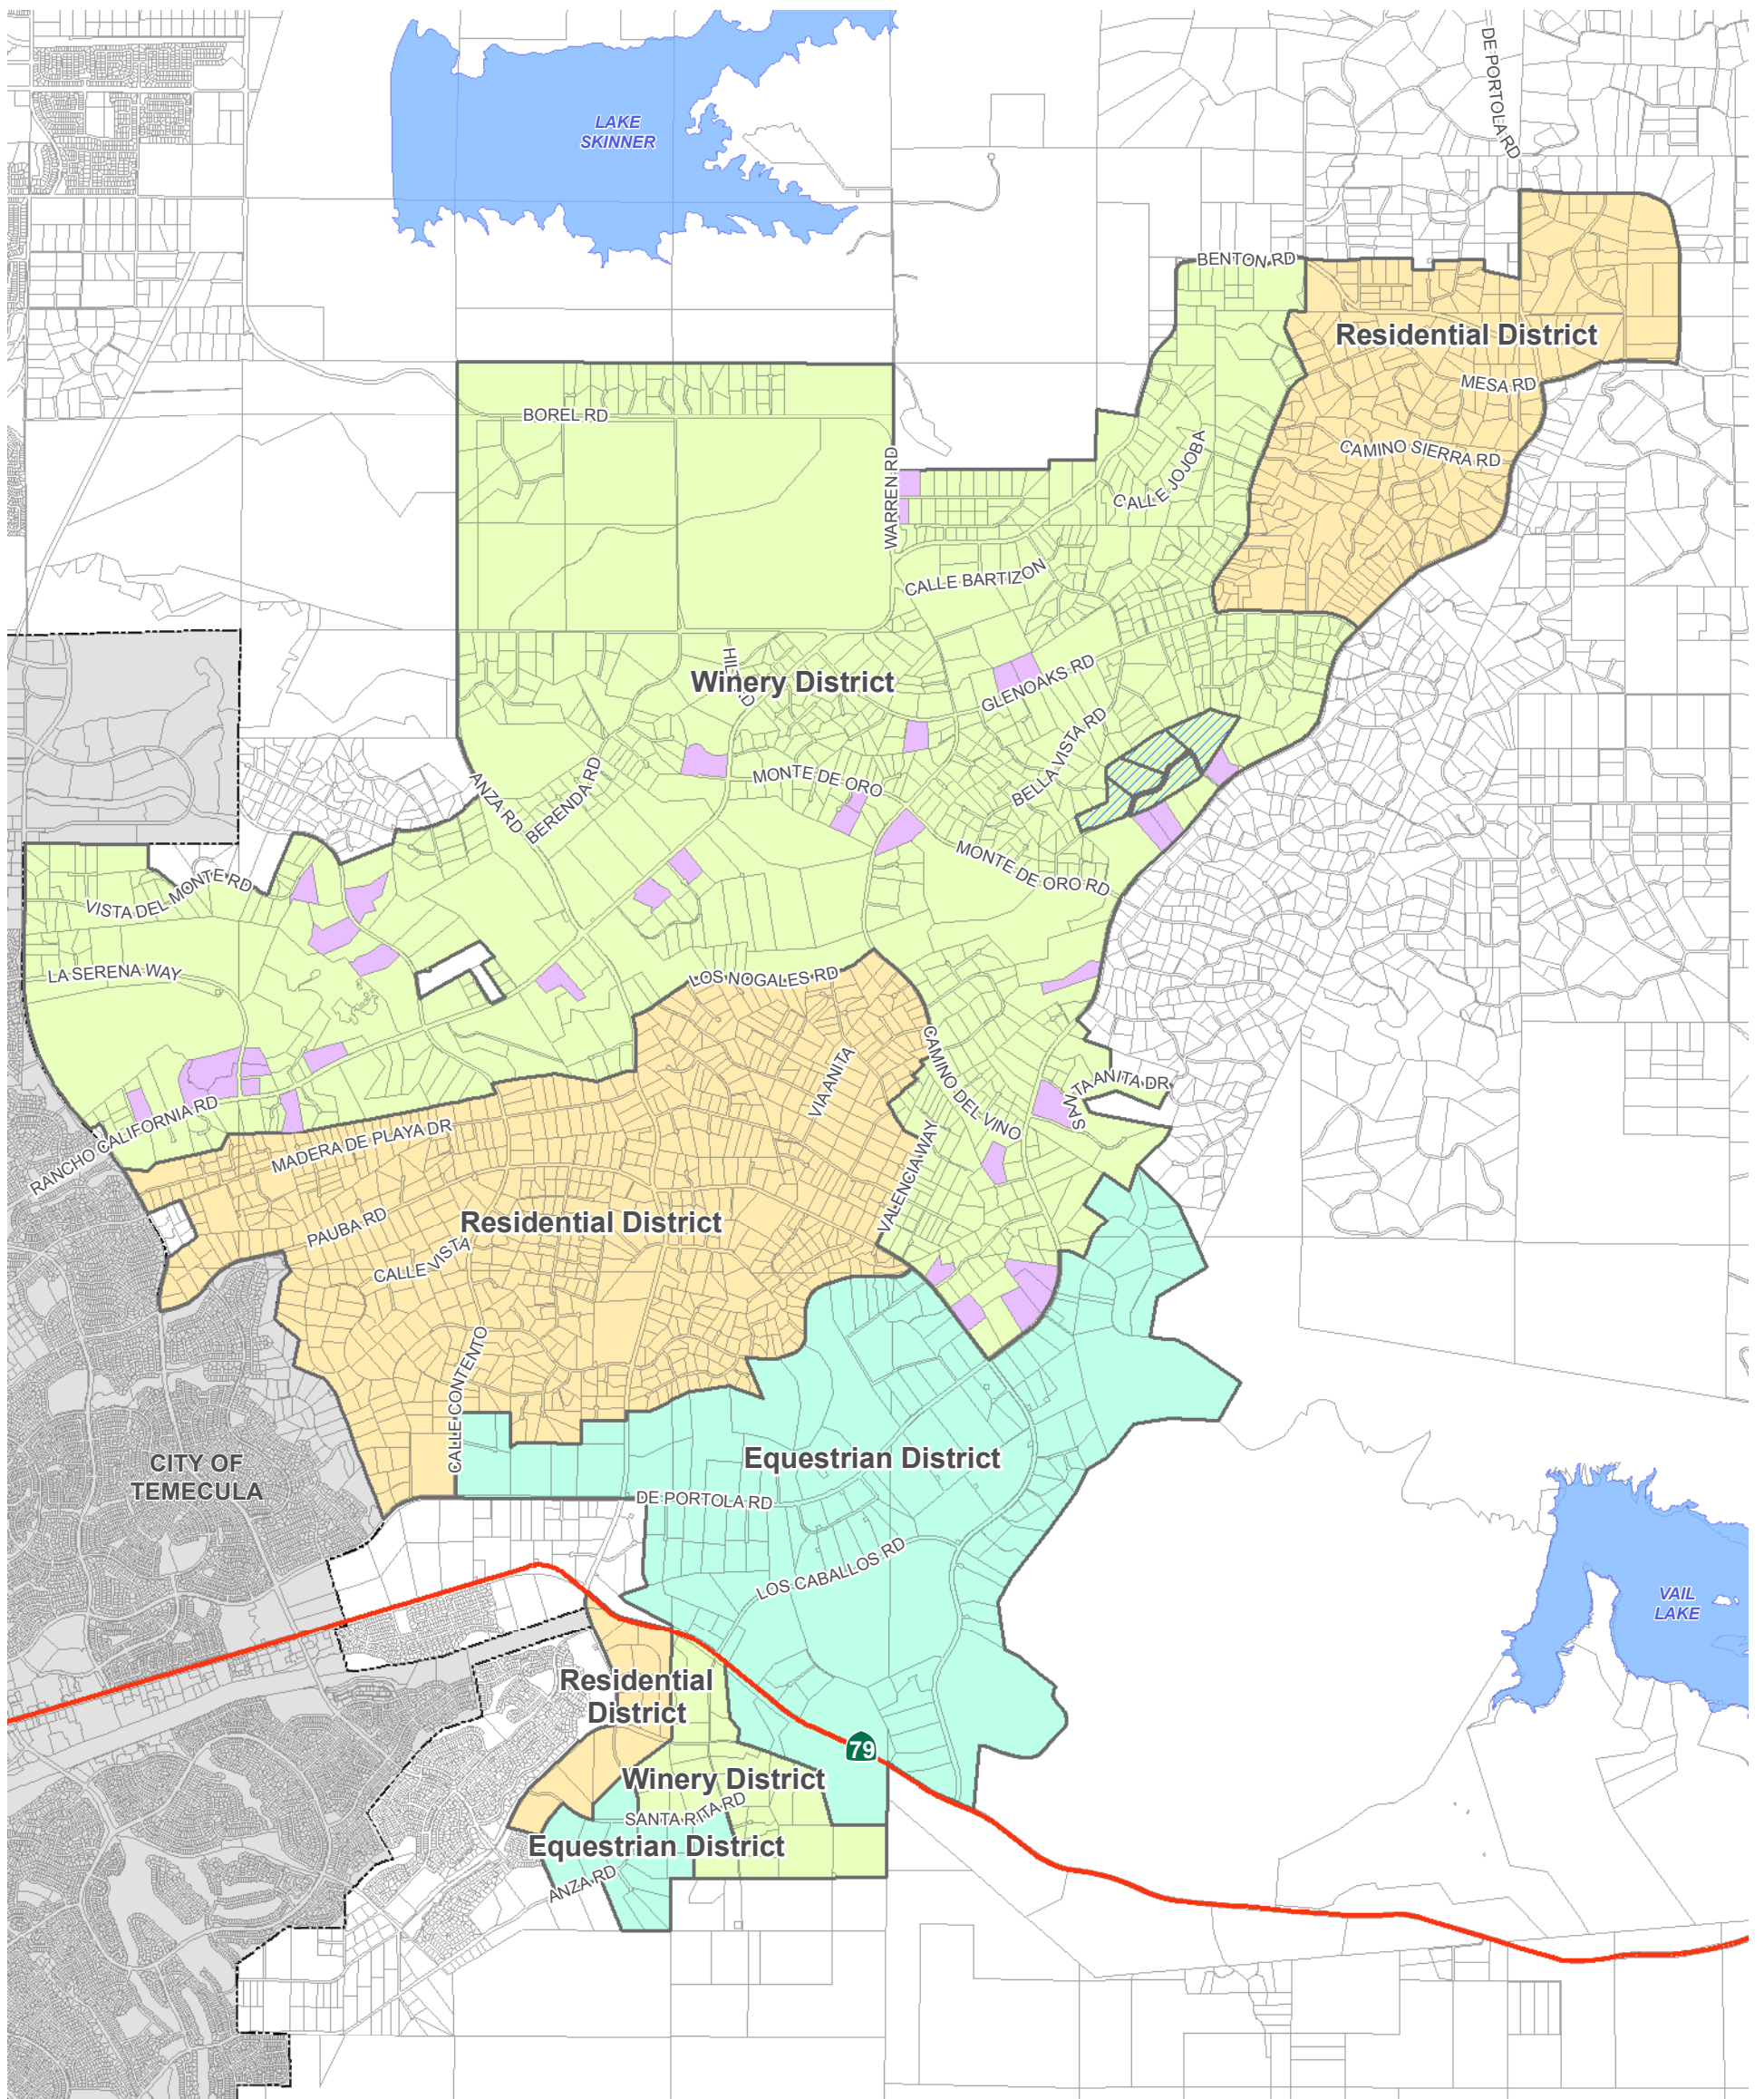 DE PORTOLA RD
LAKE
SKINNER
BENTON RD
Residential District
MESA RD
BOREL RD
CAMINO SIERRA RD
CALLE JOJOBA
WARREN RD
CALLE BARTIZON
Winery District
GLENOAKS RD
BELLA VISTA RD
MONTE DE ORO
ANZA RD
BERENDA RD
MONTE DE ORO RD
VISTA DEL MONTE RD
LA SERENA WAY
LOS NOGALES RD
CAMINO DEL VINO
VIA ANITA
SANTA ANITA DR
RANCHO CALIFORNIA RD
MADERA DE PLAYA DR
VALENCIA WAY
PAUBA RD
Residential District
CALLE VISTA
CALLE CONTENTO
CITY OF
TEMECULA
Equestrian District
DE PORTOLA RD
LOS CABALLOS RD
VAIL
LAKE
Residential
District
79
Winery District
SANTA RITA RD
Equestrian District
ANZA RD